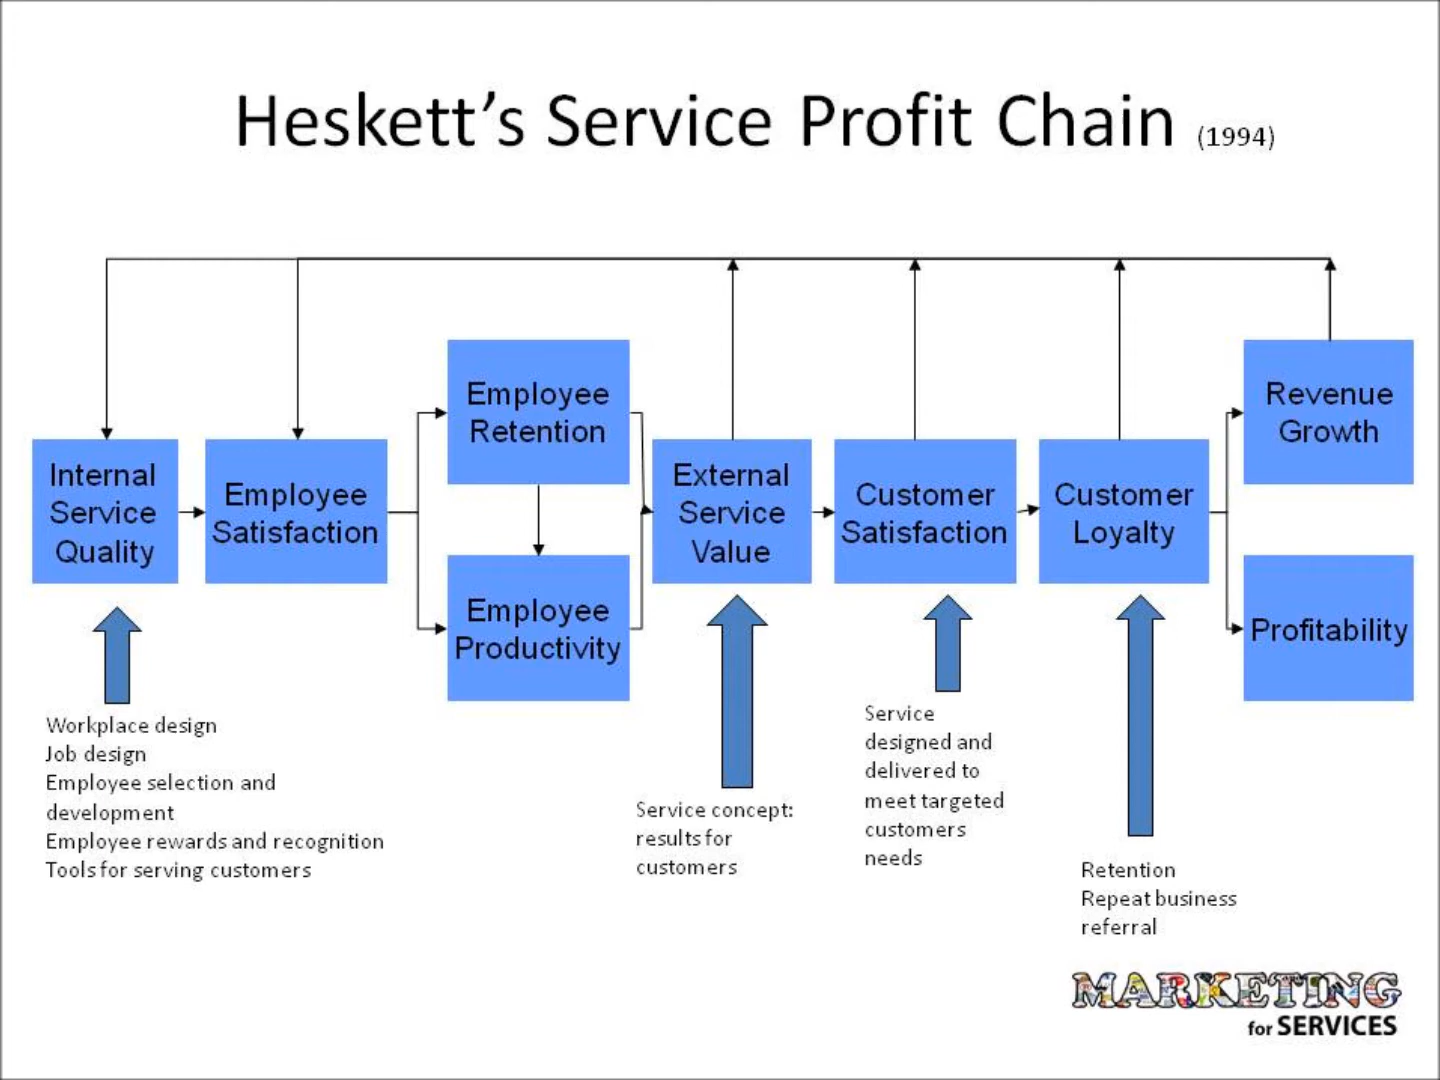 Heskett's Service Profit Chain (1994)
Internal
Service
Quality
Employee
Satisfaction
Employee
Retention
Employee
Productivity
External
Service
Value
Customer
Satisfaction
Customer
Loyalty
Revenue
Growth
Profitability
Workplace design
Job design
Employee selection and
development
Employee rewards and recognition
Tools for serving customers
Service concept:
results for
customers
Service
designed and
delivered to
meet targeted
customers
needs
Retention
Repeat business
referral
MARKETING
for SERVICES